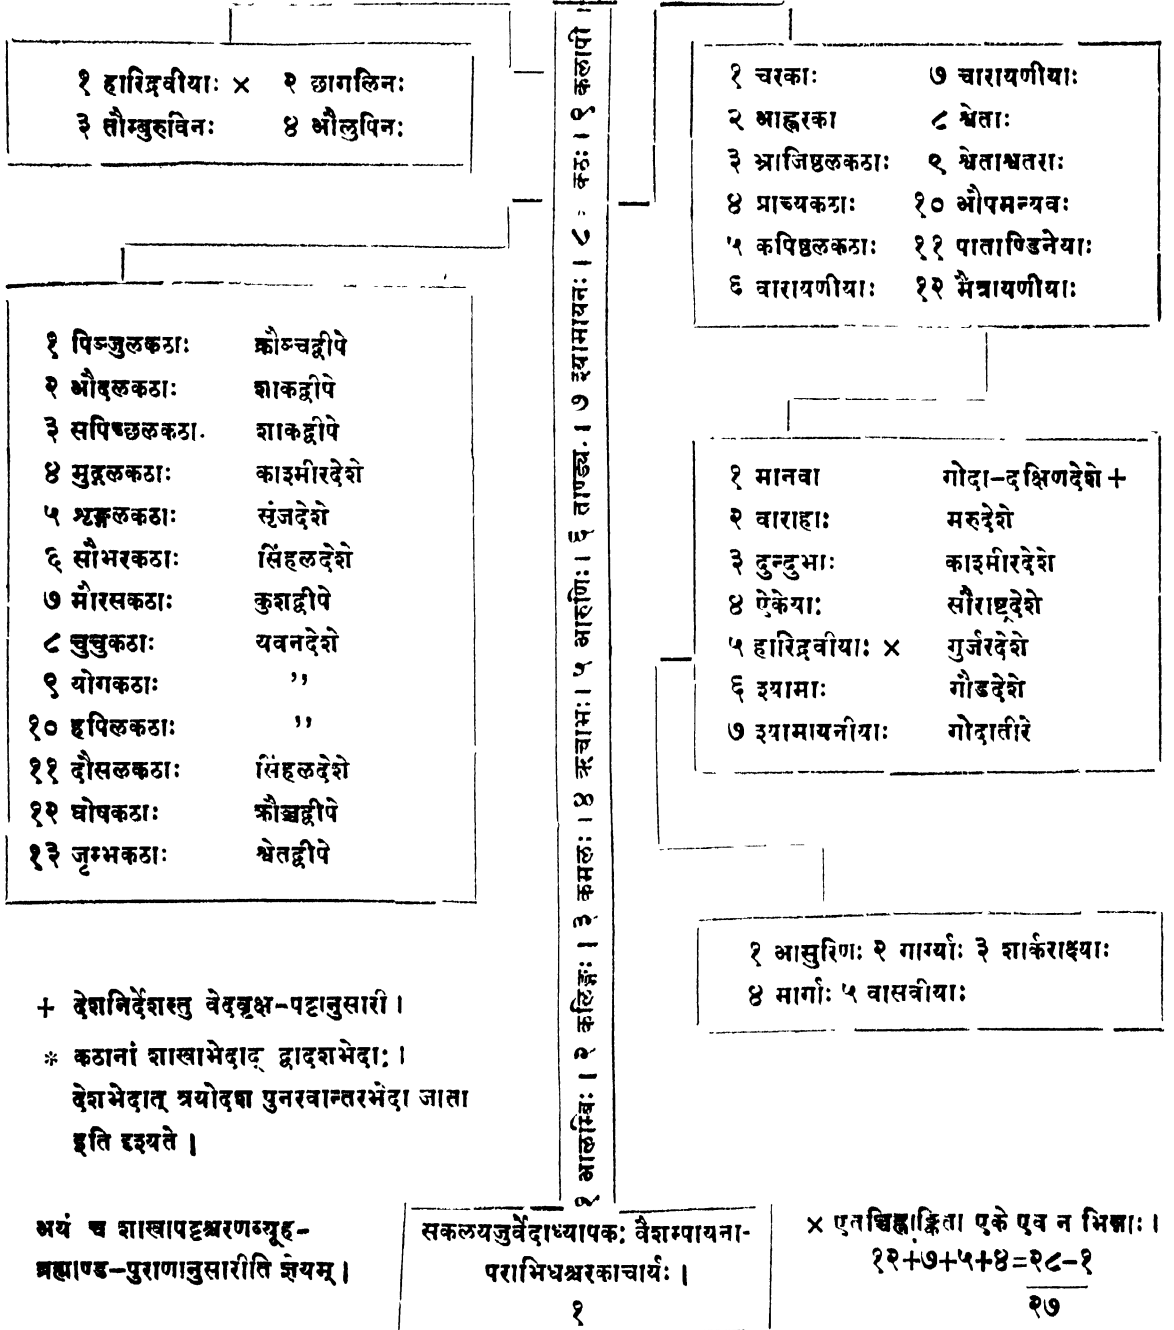 १ हारिद्रवीयाः × २ छागलिनः
३ तौम्बुरुविनः ४ औलुपिनः
१ चरकाः ७ चारायणीयाः
२ आह्वरका ८ श्वेताः
३ भ्राजिष्ठलकठाः ९ श्वेताश्वतराः
४ प्राच्यकठाः १० औपमन्यवः
५ कपिष्ठलकठाः ११ पाताण्डिनेयाः
६ वारायणीयाः १२ मैत्रायणीयाः
१ पिञ्जुलकठाः क्रौञ्चद्वीपे
२ औदलकठाः शाकद्वीपे
३ सपिच्छलकठा. शाकद्वीपे
४ मुद्गलकठाः काश्मीरदेशे
५ शृङ्गलकठाः सृंजदेशे
६ सौभरकठाः सिंहलदेशे
७ मौरसकठाः कुशद्वीपे
८ चुचुकठाः यवनदेशे
९ योगकठाः ,,
१० हपिलकठाः ,,
११ दौसलकठाः सिंहलदेशे
१२ घोषकठाः क्रौञ्चद्वीपे
१३ जृम्भकठाः श्वेतद्वीपे
१ मानवा गोदा-दक्षिणदेशे +
२ वाराहाः मरुदेशे
३ दुन्दुभाः काश्मीरदेशे
४ ऐकेयाः सौराष्ट्रदेशे
५ हारिद्रवीयाः × गुर्जरदेशे
६ श्यामाः गौडदेशे
७ श्यामायनीयाः गोदातीरे
१ आसुरिणः २ गार्ग्याः ३ शार्कराक्ष्याः
४ मार्गाः ५ वासवीयाः
१ आलम्बिः । २ कलिङ्गः । ३ कमलः । ४ ऋचाभः । ५ आरुणिः । ६ ताण्ड्य. । ७ श्यामायनः । ८ कठः । ९ कलापी ।
+ देशनिर्देशस्तु वेदवृक्ष-पट्टानुसारी ।
* कठानां शाखाभेदाद् द्वादशभेदाः ।
देशभेदात् त्रयोदश पुनरवान्तरभेदा जाता
इति दृश्यते ।
अयं च शाखापट्टश्चरणव्यूह-
ब्रह्माण्ड-पुराणानुसारीति ज्ञेयम् ।
सकलयजुर्वेदाध्यापकः वैशम्पायना-
पराभिधश्चरकाचार्यः ।
१
× एतच्चिह्नाङ्किता एके एव न भिन्नाः ।
१२+७+५+४=२८-१
२७